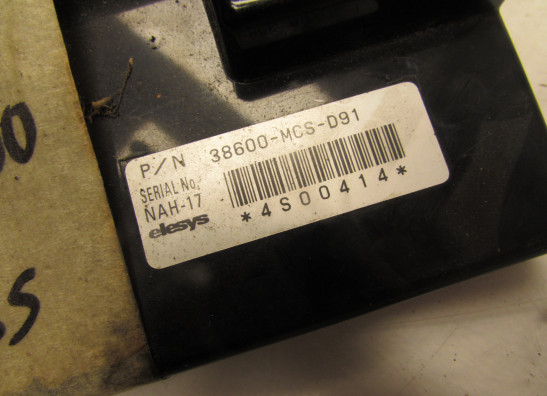 P/N 38600-MCS-D91
SERIAL No.
NAH-17
*4S00414*
elesys